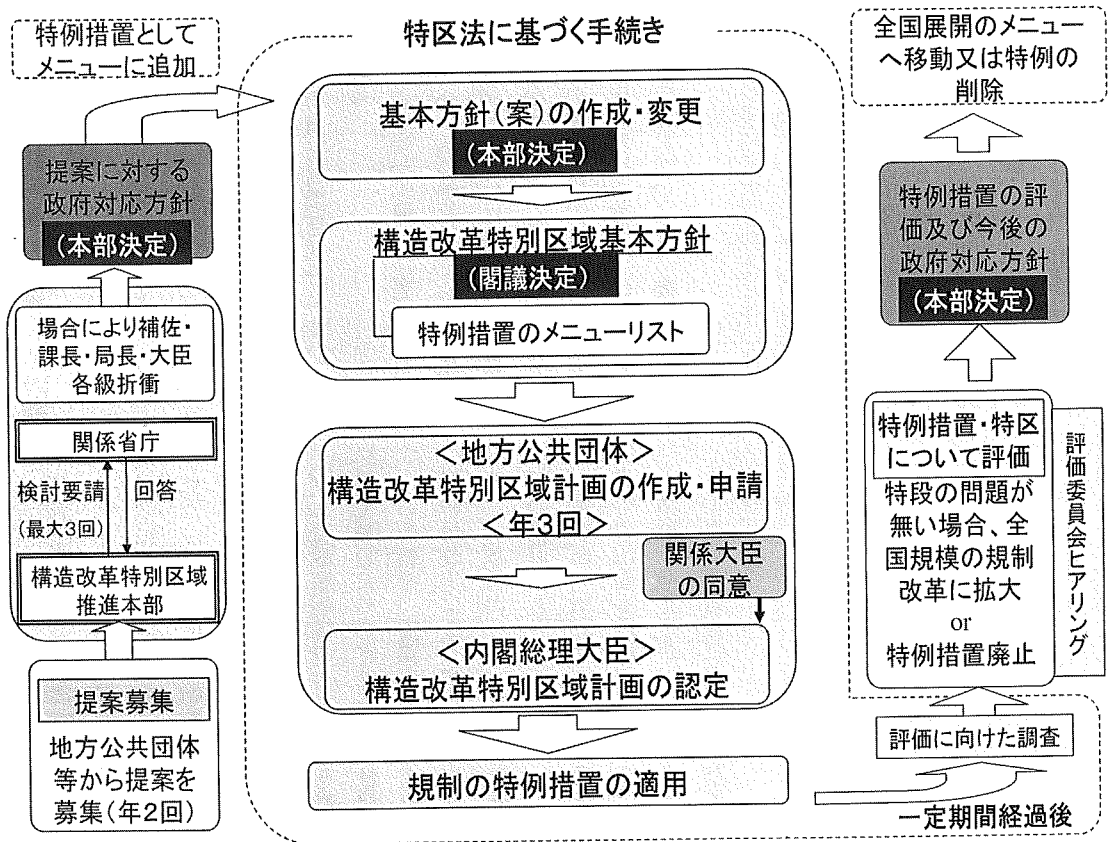 特例措置として
メニューに追加
提案に対する
政府対応方針
(本部決定)
場合により補佐・
課長・局長・大臣
各級折衝
関係省庁
検討要請
回答
(最大3回)
構造改革特別区域
推進本部
提案募集
地方公共団体
等から提案を
募集(年2回)
特区法に基づく手続き
基本方針(案)の作成・変更
(本部決定)
構造改革特別区域基本方針
(閣議決定)
特例措置のメニューリスト
<地方公共団体>
構造改革特別区域計画の作成・申請
<年3回>
関係大臣
の同意
<内閣総理大臣>
構造改革特別区域計画の認定
規制の特例措置の適用
一定期間経過後
評価に向けた調査
特例措置・特区
について評価
特段の問題が
無い場合、全
国規模の規制
改革に拡大
or
特例措置廃止
評価委員会ヒアリング
特例措置の評
価及び今後の
政府対応方針
(本部決定)
全国展開のメニュー
へ移動又は特例の
削除